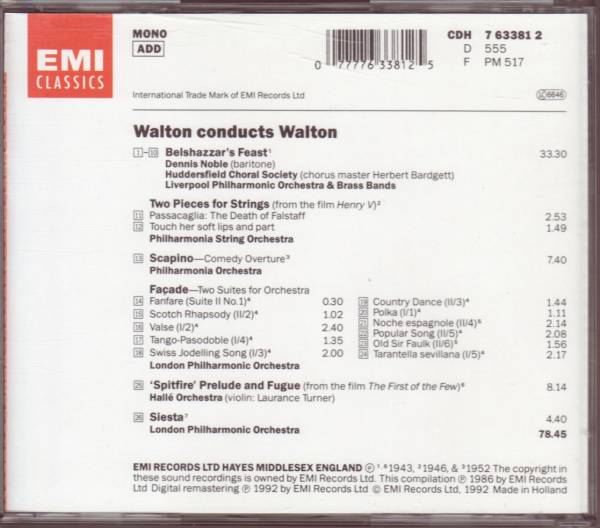 EMI
CLASSICS
MONO
ADD
0 77776 33812 5
CDH 7 63381 2
D 555
F PM 517
International Trade Mark of EMI Records Ltd
LC 6646
Walton conducts Walton
1–10 Belshazzar's Feast¹ 33.30
Dennis Noble (baritone)
Huddersfield Choral Society (chorus master Herbert Bardgett)
Liverpool Philharmonic Orchestra & Brass Bands
Two Pieces for Strings (from the film Henry V)²
11 Passacaglia: The Death of Falstaff 2.53
12 Touch her soft lips and part 1.49
Philharmonia String Orchestra
13 Scapino—Comedy Overture³ 7.40
Philharmonia Orchestra
Façade—Two Suites for Orchestra
14 Fanfare (Suite II No.1)⁴ 0.30
15 Scotch Rhapsody (II/2)⁴ 1.02
16 Valse (I/2)⁴ 2.40
17 Tango-Pasodoble (I/4)⁴ 1.35
18 Swiss Jodelling Song (I/3)⁴ 2.00
London Philharmonic Orchestra
19 Country Dance (II/3)⁴ 1.44
20 Polka (I/1)⁴ 1.11
21 Noche espagnole (II/4)⁵ 2.14
22 Popular Song (II/5)⁴ 2.08
23 Old Sir Faulk (II/6)⁵ 1.56
24 Tarantella sevillana (I/5)⁴ 2.17
25 'Spitfire' Prelude and Fugue (from the film The First of the Few)⁶ 8.14
Hallé Orchestra (violin: Laurance Turner)
26 Siesta⁷ 4.40
London Philharmonic Orchestra 78.45
EMI RECORDS LTD HAYES MIDDLESEX ENGLAND ℗ ¹,⁶1943, ²1946, & ³1952 The copyright in
these sound recordings is owned by EMI Records Ltd. This compilation ℗ 1986 by EMI Records
Ltd Digital remastering ℗ 1992 by EMI Records Ltd © EMI Records Ltd, 1992 Made in Holland